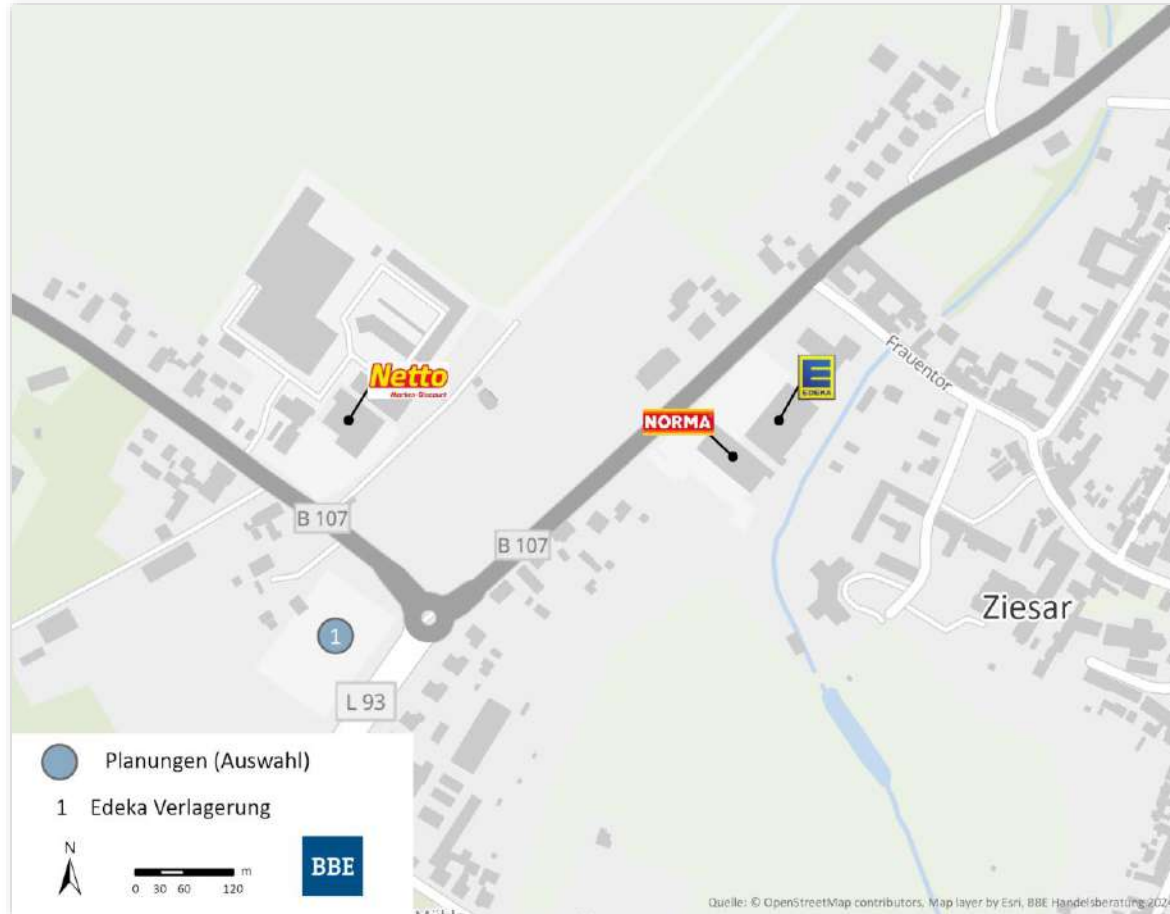 Netto
Marken-Discount
EDEKA
NORMA
Frauentor
B 107
B 107
Ziesar
1
L 93
Planungen (Auswahl)
1 Edeka Verlagerung
N
m
0 30 60 120
BBE
Quelle: © OpenStreetMap contributors, Map layer by Esri, BBE Handelsberatung 2024